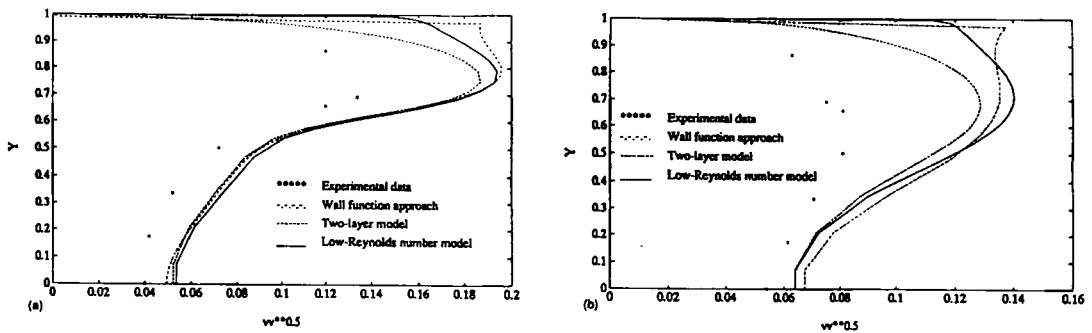 1
0.9
0.8
0.7
0.6
0.5
0.4
0.3
0.2
0.1
0
Y
Experimental data
Wall function approach
Two-layer model
Low-Reynolds number model
0 0.02 0.04 0.06 0.08 0.1 0.12 0.14 0.16 0.18 0.2
(a)
vv**0.5
1
0.9
0.8
0.7
0.6
0.5
0.4
0.3
0.2
0.1
0
Y
Experimental data
Wall function approach
Two-layer model
Low-Reynolds number model
0 0.02 0.04 0.06 0.08 0.1 0.12 0.14 0.16
(b)
vv**0.5